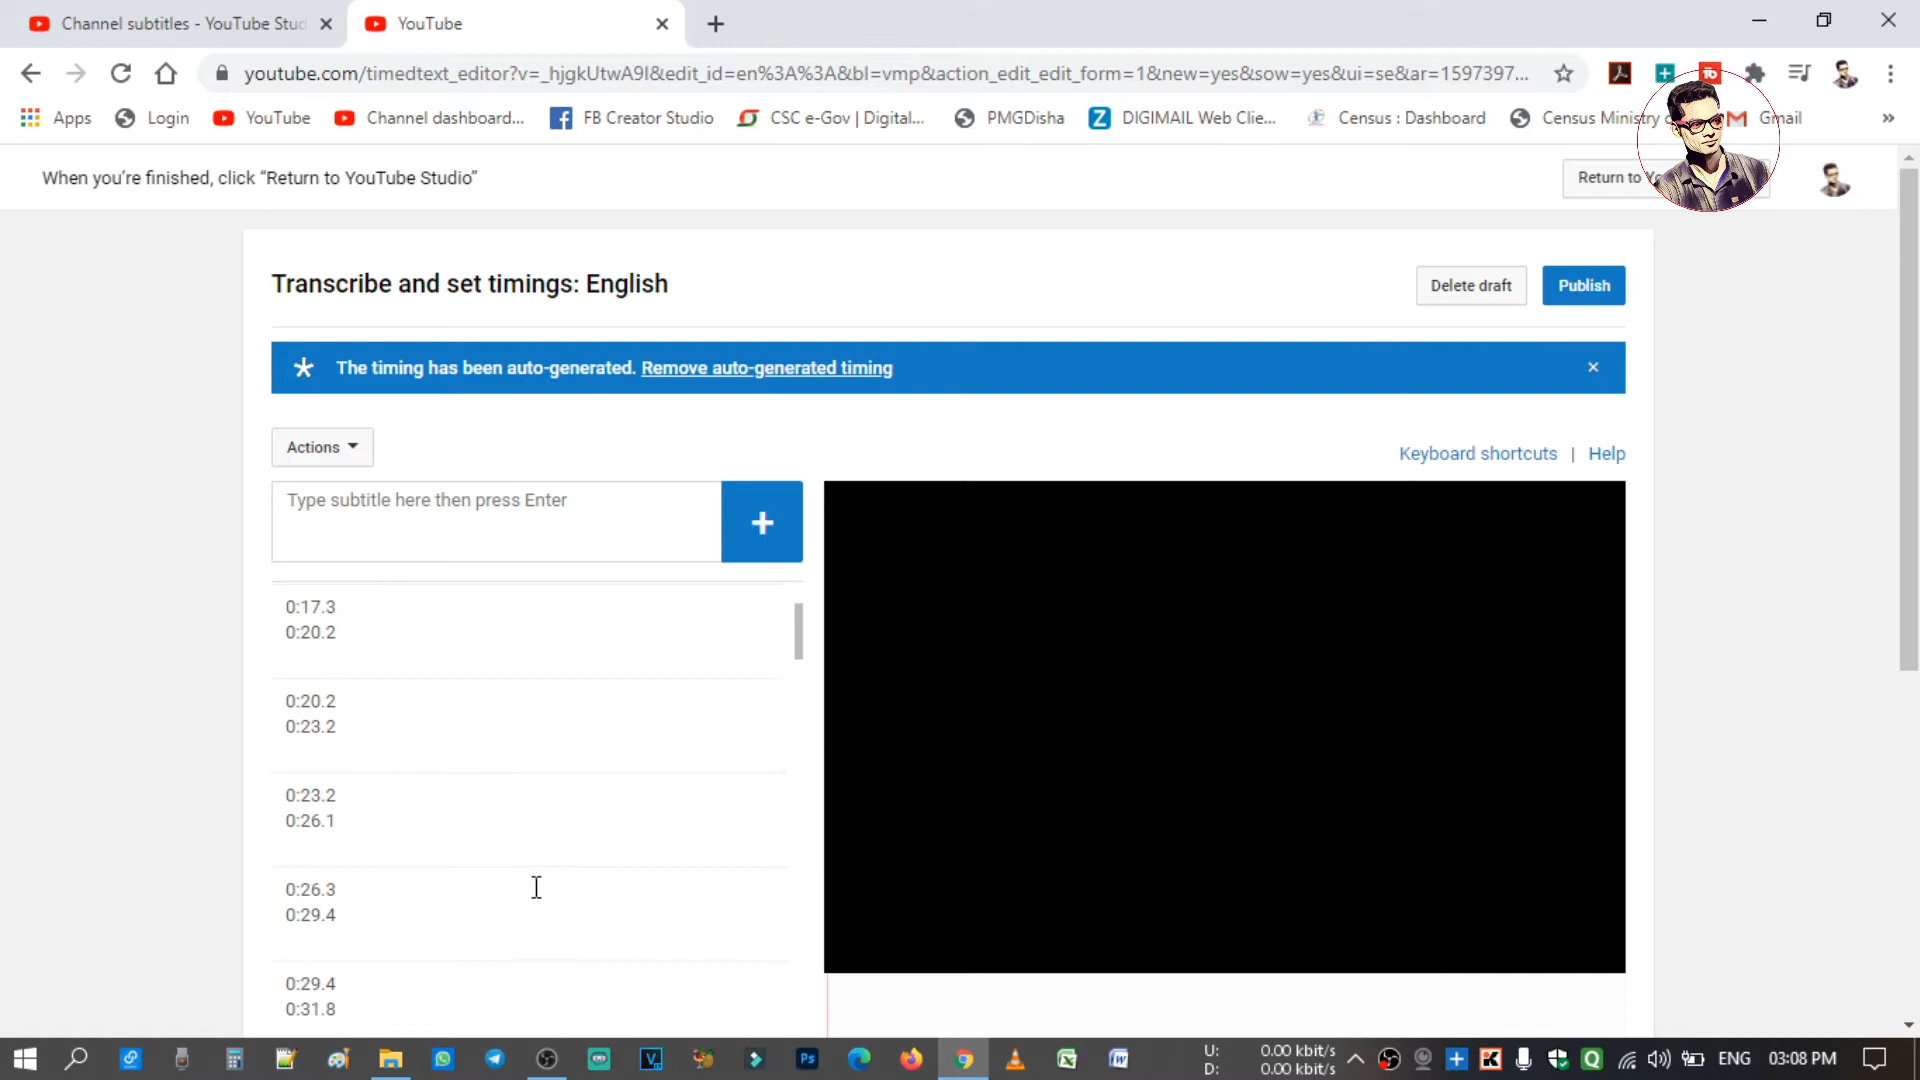 Channel subtitles - YouTube Stud
YouTube
youtube.com/timedtext_editor?v=_hjgkUtwA9I&edit_id=en%3A%3A&bl=vmp&action_edit_edit_form=1&new=yes&sow=yes&ui=se&ar=1597397...
Apps
Login
YouTube
Channel dashboard...
FB Creator Studio
CSC e-Gov | Digital...
PMGDisha
DIGIMAIL Web Clie...
Census : Dashboard
Census Ministry
Gmail
When you're finished, click “Return to YouTube Studio”
Return to
Transcribe and set timings: English
Delete draft
Publish
The timing has been auto-generated. Remove auto-generated timing
Actions
Keyboard shortcuts | Help
Type subtitle here then press Enter
0:17.3
0:20.2
0:20.2
0:23.2
0:23.2
0:26.1
0:26.3
0:29.4
0:29.4
0:31.8
U: 0.00 kbit/s
D: 0.00 kbit/s
ENG
03:08 PM